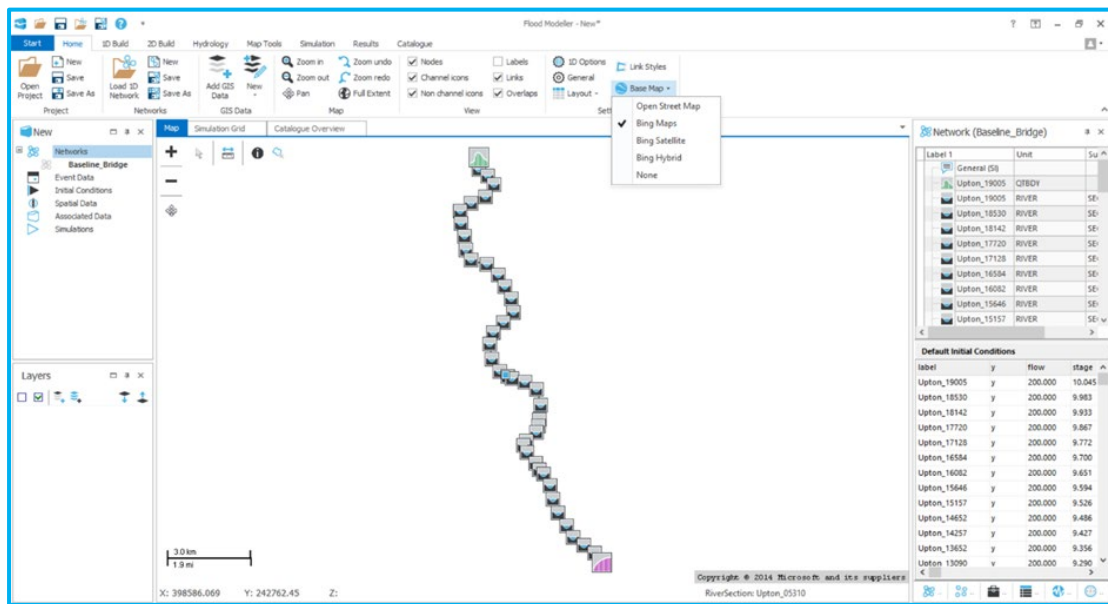 Flood Modeller - New*
Start Home 1D Build 2D Build Hydrology Map Tools Simulation Results Catalogue
Open Project
New
Save
Save As
Project
Load 1D Network
New
Save
Save As
Networks
Add GIS Data
New
GIS Data
Zoom in
Zoom out
Pan
Zoom undo
Zoom redo
Full Extent
Map
Nodes
Channel icons
Non channel icons
Labels
Links
Overlaps
View
1D Options
General
Layout
Link Styles
Base Map
Sett
Open Street Map
Bing Maps
Bing Satellite
Bing Hybrid
None
New
Networks
Baseline_Bridge
Event Data
Initial Conditions
Spatial Data
Associated Data
Simulations
Layers
Map Simulation Grid Catalogue Overview
3.0 km
1.9 mi
Copyright © 2014 Microsoft and its suppliers
X: 398586.069 Y: 242762.45 Z:
RiverSection: Upton_05310
Network (Baseline_Bridge)
Label 1 Unit Su
General (SI)
Upton_19005 QTBDY
Upton_19005 RIVER SE
Upton_18530 RIVER SE
Upton_18142 RIVER SE
Upton_17720 RIVER SE
Upton_17128 RIVER SE
Upton_16584 RIVER SE
Upton_16082 RIVER SE
Upton_15646 RIVER SE
Upton_15157 RIVER SE
Default Initial Conditions
label y flow stage
Upton_19005 y 200.000 10.045
Upton_18530 y 200.000 9.983
Upton_18142 y 200.000 9.933
Upton_17720 y 200.000 9.867
Upton_17128 y 200.000 9.772
Upton_16584 y 200.000 9.700
Upton_16082 y 200.000 9.651
Upton_15646 y 200.000 9.594
Upton_15157 y 200.000 9.526
Upton_14652 y 200.000 9.486
Upton_14257 y 200.000 9.427
Upton_13652 y 200.000 9.356
Upton_13090 y 200.000 9.290